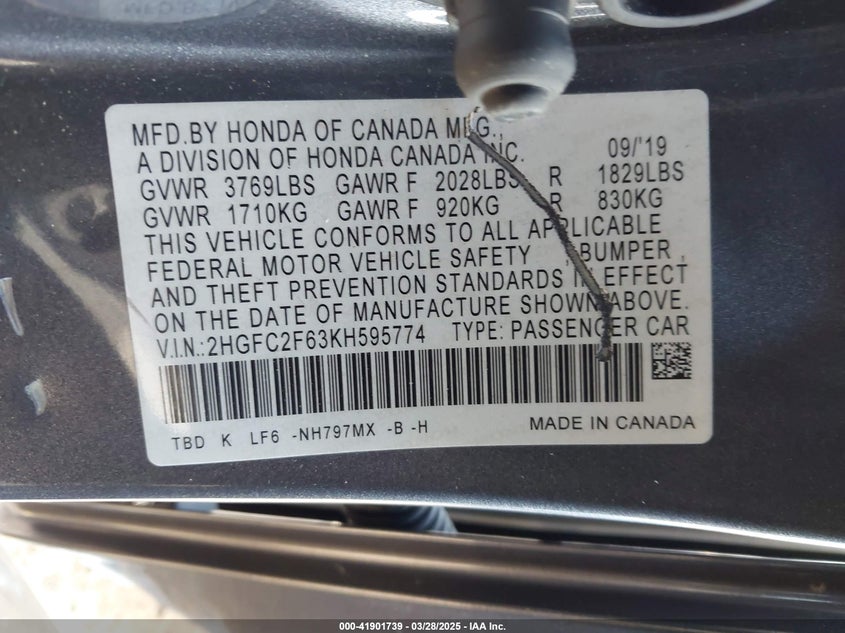 MFD.BY HONDA OF CANADA MFG.,
A DIVISION OF HONDA CANADA INC. 09/'19
GVWR 3769LBS GAWR F 2028LBS R 1829LBS
GVWR 1710KG GAWR F 920KG R 830KG
THIS VEHICLE CONFORMS TO ALL APPLICABLE
FEDERAL MOTOR VEHICLE SAFETY ,BUMPER ,
AND THEFT PREVENTION STANDARDS IN EFFECT
ON THE DATE OF MANUFACTURE SHOWN ABOVE.
V.I.N.:2HGFC2F63KH595774 TYPE: PASSENGER CAR
TBD K LF6 -NH797MX -B -H MADE IN CANADA
000-41901739 | 03/28/2025 - IAA Inc.